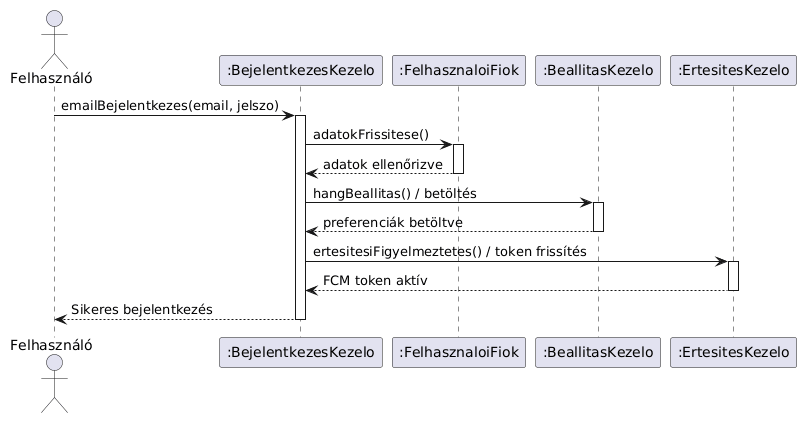 Felhasználó
:BejelentkezesKezelo
:FelhasznaloiFiok
:BeallitasKezelo
:ErtesitesKezelo
emailBejelentkezes(email, jelszo)
adatokFrissitese()
adatok ellenőrizve
hangBeallitas() / betöltés
preferenciák betöltve
ertesitesiFigyelmeztetes() / token frissítés
FCM token aktív
Sikeres bejelentkezés
Felhasználó
:BejelentkezesKezelo
:FelhasznaloiFiok
:BeallitasKezelo
:ErtesitesKezelo